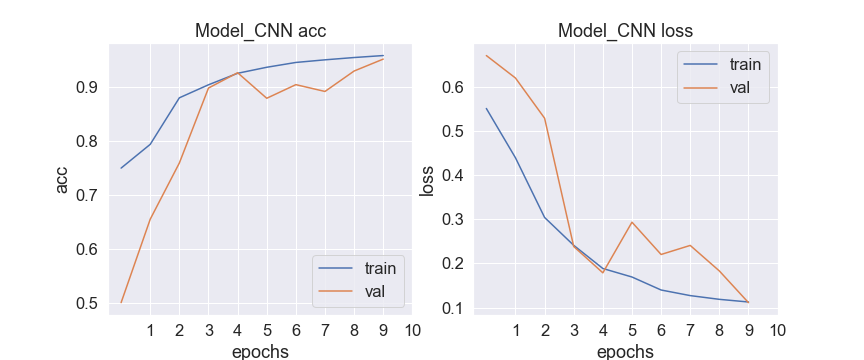 Model_CNN acc
acc
0.9
0.8
0.7
0.6
0.5
train
val
1 2 3 4 5 6 7 8 9 10
epochs
Model_CNN loss
loss
0.6
0.5
0.4
0.3
0.2
0.1
train
val
1 2 3 4 5 6 7 8 9 10
epochs